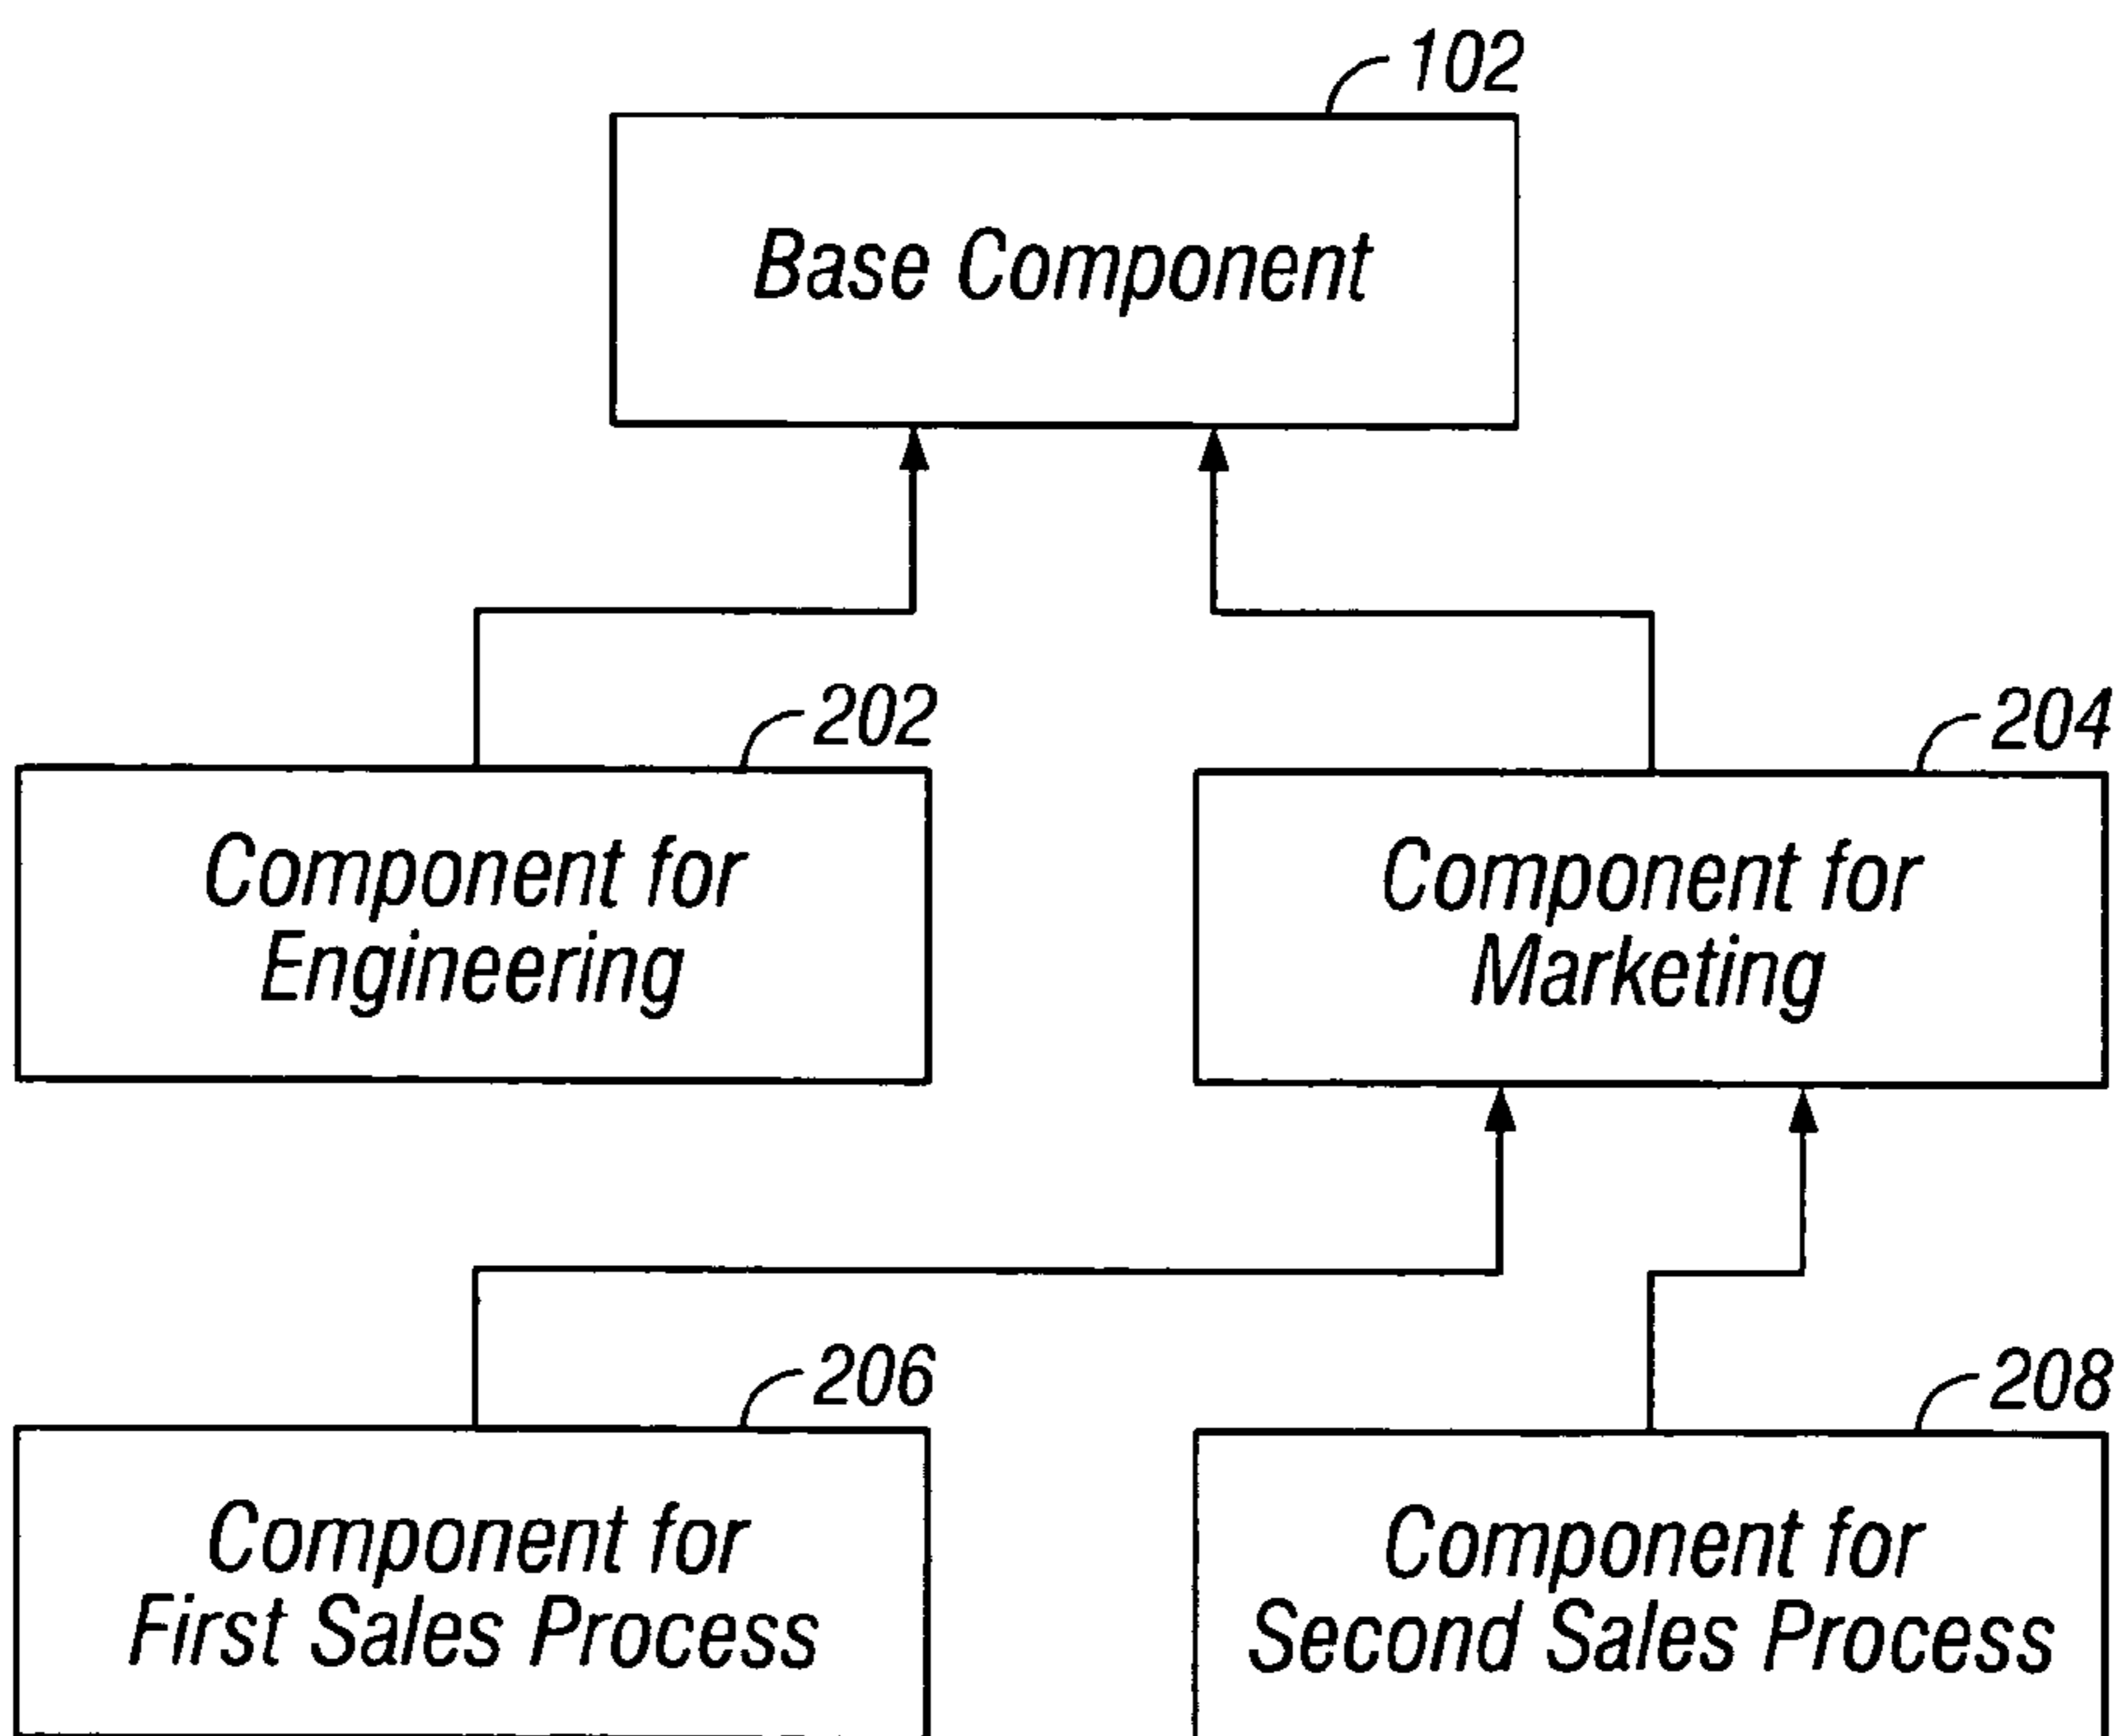 102
Base Component
202
204
Component for
Engineering
Component for
Marketing
206
208
Component for
First Sales Process
Component for
Second Sales Process